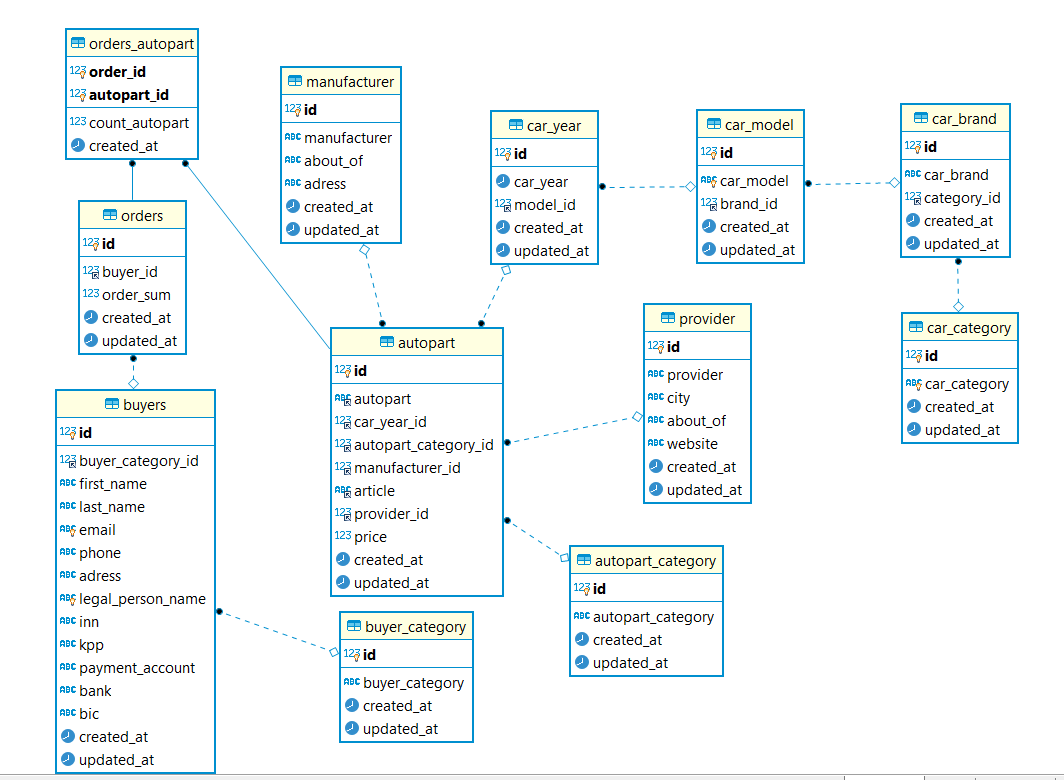 orders_autopart
123 order_id
123 autopart_id
123 count_autopart
created_at
manufacturer
123 id
ABC manufacturer
ABC about_of
ABC adress
created_at
updated_at
car_year
123 id
car_year
123 model_id
created_at
updated_at
car_model
123 id
ABC car_model
123 brand_id
created_at
updated_at
car_brand
123 id
ABC car_brand
123 category_id
created_at
updated_at
orders
123 id
123 buyer_id
123 order_sum
created_at
updated_at
autopart
123 id
ABC autopart
123 car_year_id
123 autopart_category_id
123 manufacturer_id
ABC article
123 provider_id
123 price
created_at
updated_at
provider
123 id
ABC provider
ABC city
ABC about_of
ABC website
created_at
updated_at
car_category
123 id
ABC car_category
created_at
updated_at
buyers
123 id
123 buyer_category_id
ABC first_name
ABC last_name
ABC email
ABC phone
ABC adress
ABC legal_person_name
ABC inn
ABC kpp
ABC payment_account
ABC bank
ABC bic
created_at
updated_at
buyer_category
123 id
ABC buyer_category
created_at
updated_at
autopart_category
123 id
ABC autopart_category
created_at
updated_at